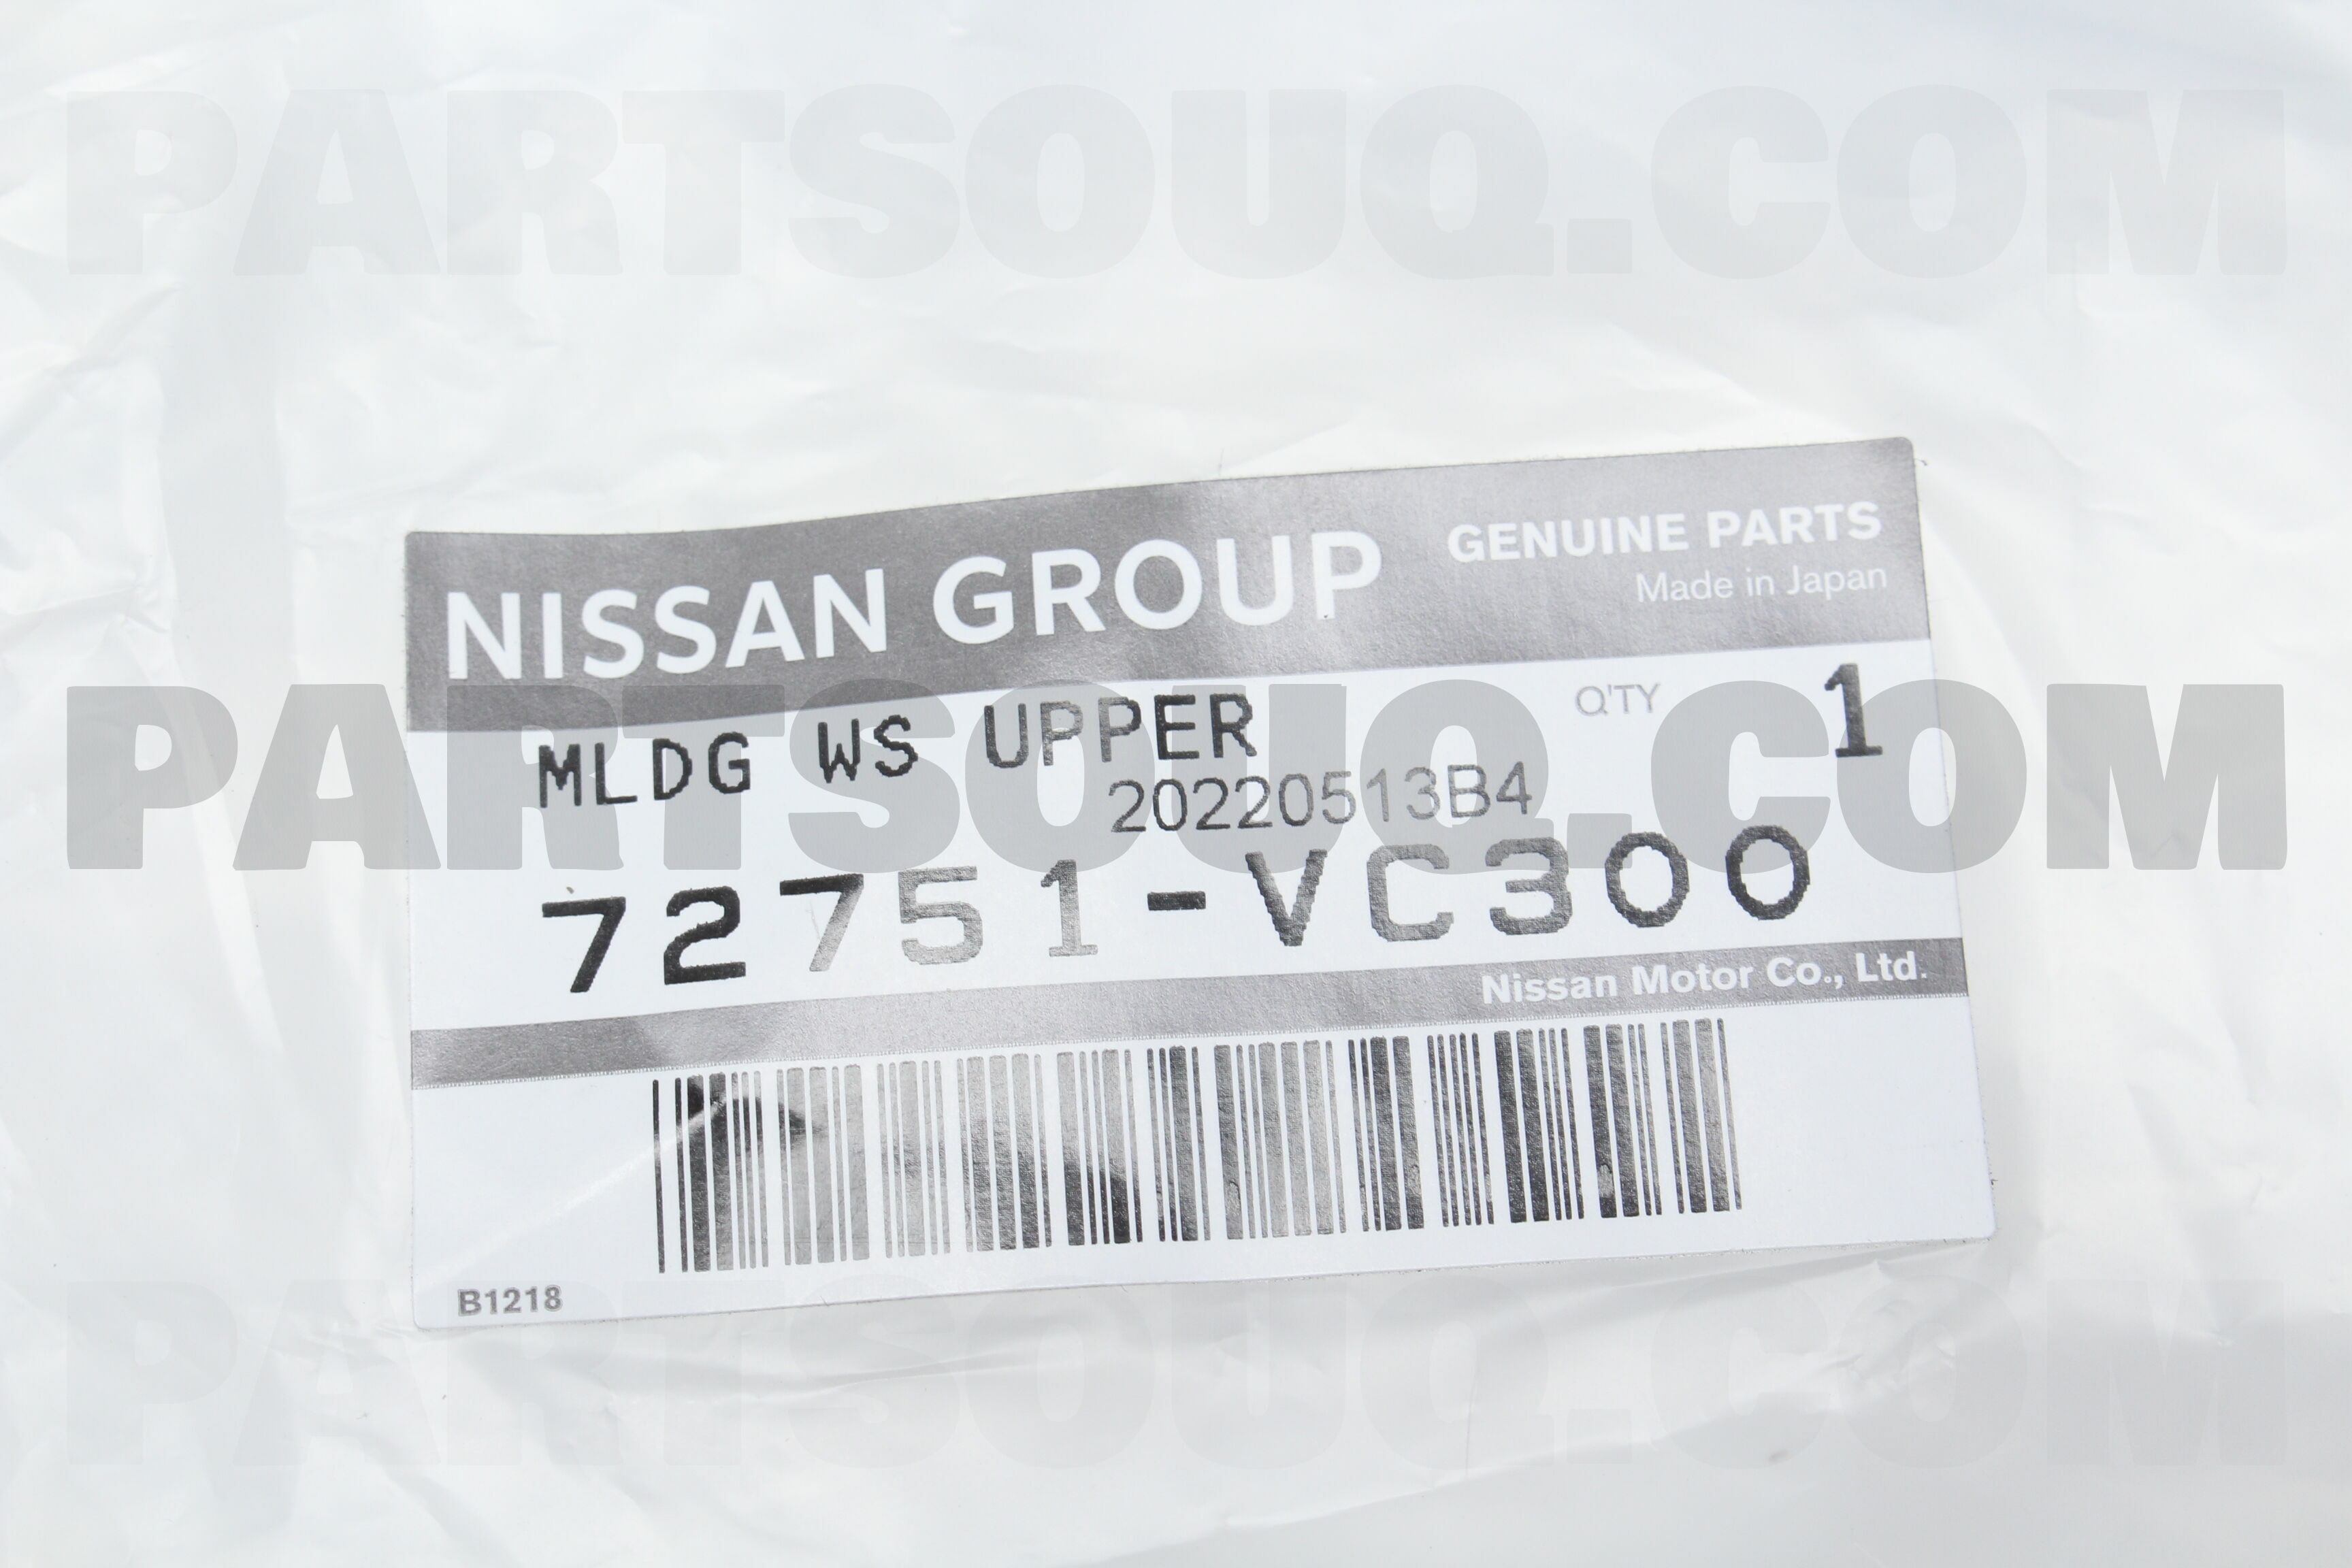 PARTSOUQ.COM
NISSAN GROUP
GENUINE PARTS
Made in Japan
PARTSOUQ.COM
MLDG WS UPPER
Q'TY 1
20220513B4
72751-VC300
Nissan Motor Co., Ltd.
B1218
PARTSOUQ.COM